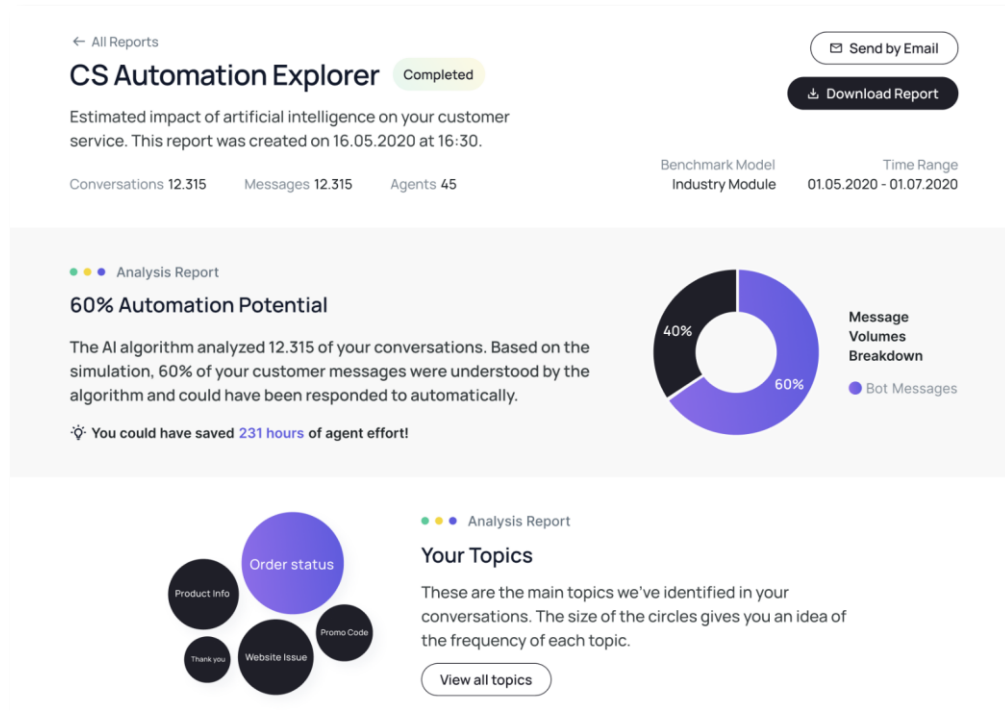 ← All Reports
CS Automation Explorer
Completed
Send by Email
Download Report
Estimated impact of artificial intelligence on your customer
service. This report was created on 16.05.2020 at 16:30.
Conversations 12.315
Messages 12.315
Agents 45
Benchmark Model
Industry Module
Time Range
01.05.2020 - 01.07.2020
Analysis Report
60% Automation Potential
The AI algorithm analyzed 12.315 of your conversations. Based on the
simulation, 60% of your customer messages were understood by the
algorithm and could have been responded to automatically.
You could have saved 231 hours of agent effort!
40%
60%
Message
Volumes
Breakdown
Bot Messages
Order status
Product Info
Promo Code
Thank you
Website Issue
Analysis Report
Your Topics
These are the main topics we've identified in your
conversations. The size of the circles gives you an idea of
the frequency of each topic.
View all topics